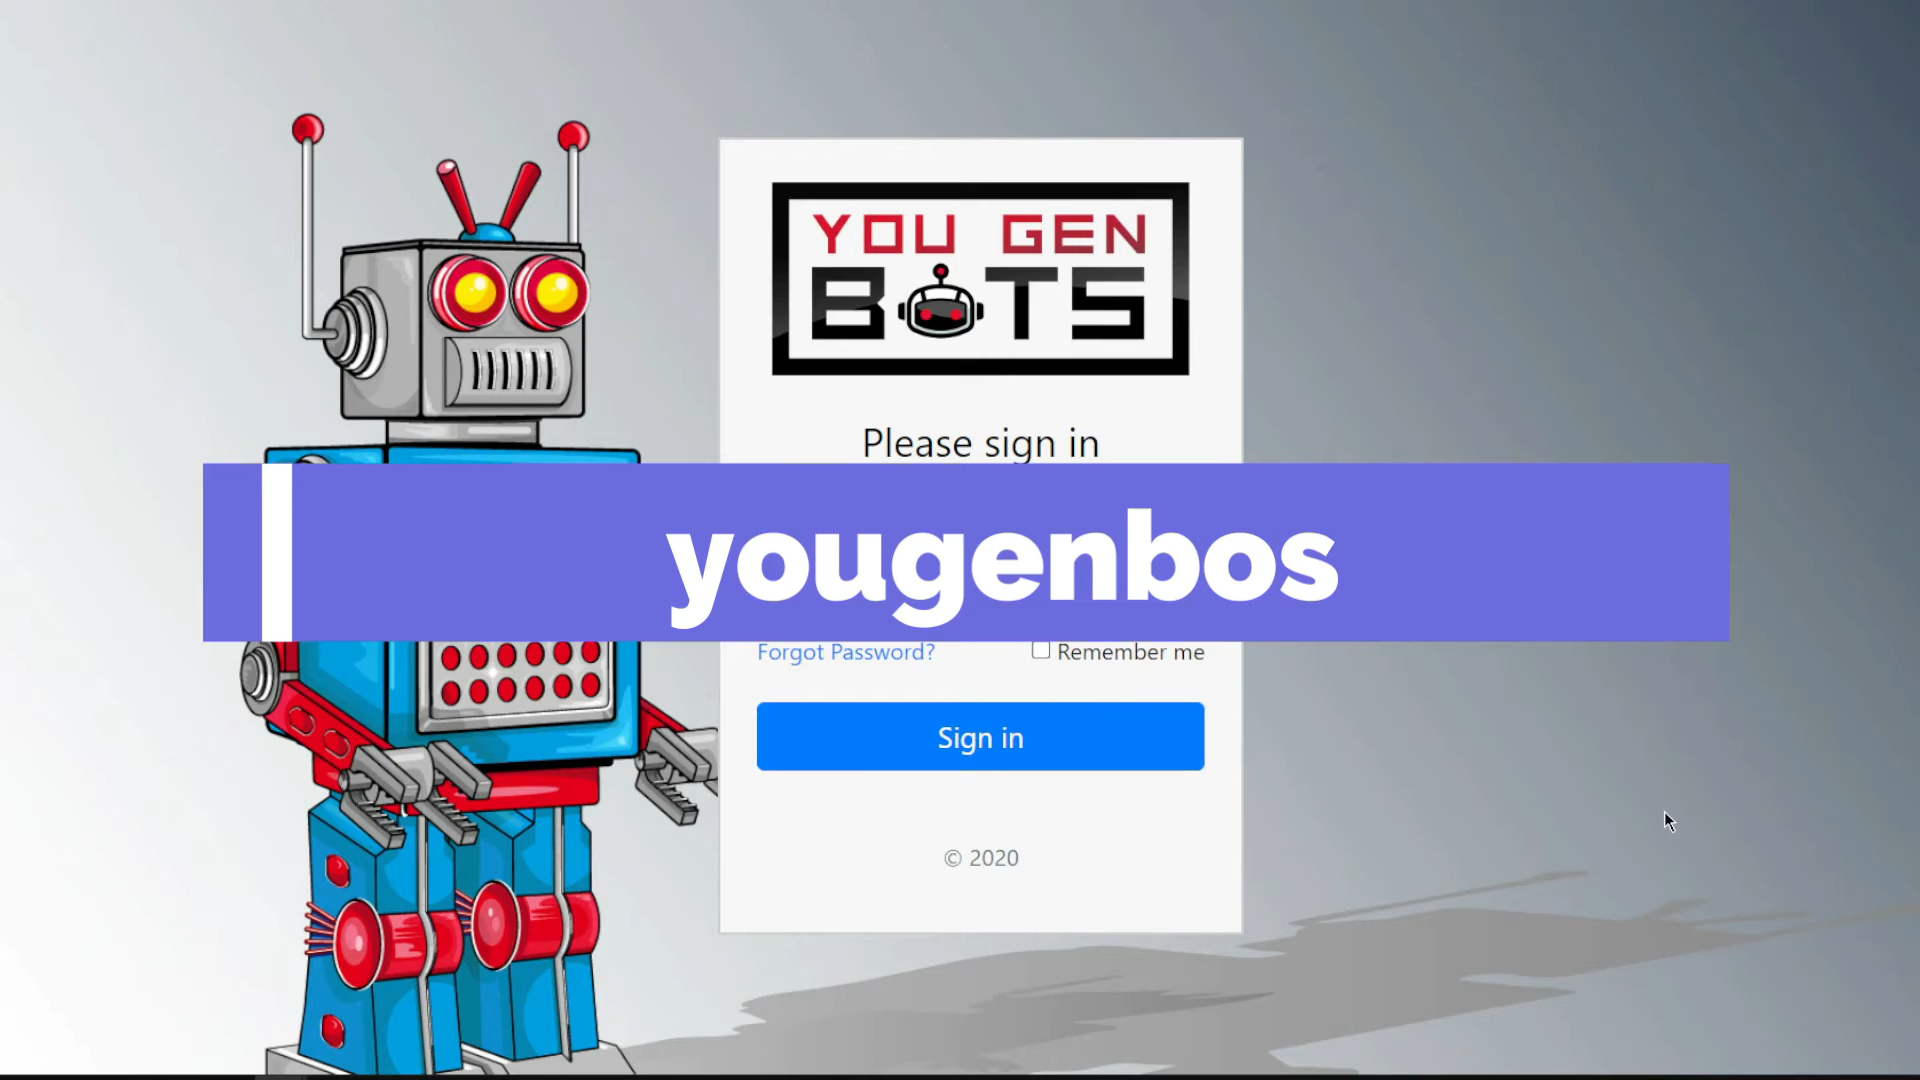 YOU GEN
BOTS
Please sign in
yougenbos
Forgot Password?
Remember me
Sign in
© 2020